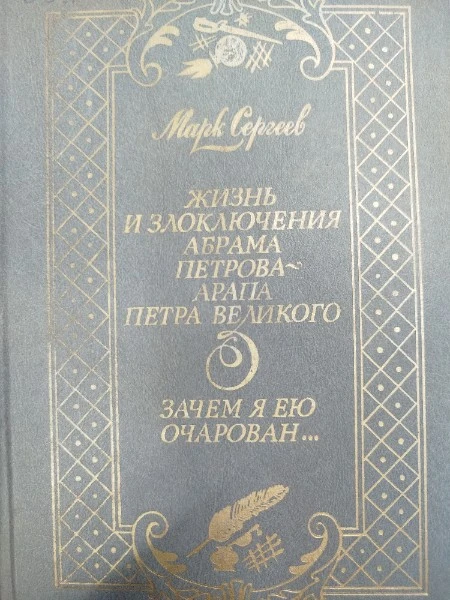 Марк Сергеев
ЖИЗНЬ
И ЗЛОКЛЮЧЕНИЯ
АБРАМА
ПЕТРОВА~
АРАПА
ПЕТРА ВЕЛИКОГО
ЗАЧЕМ Я ЕЮ
ОЧАРОВАН...